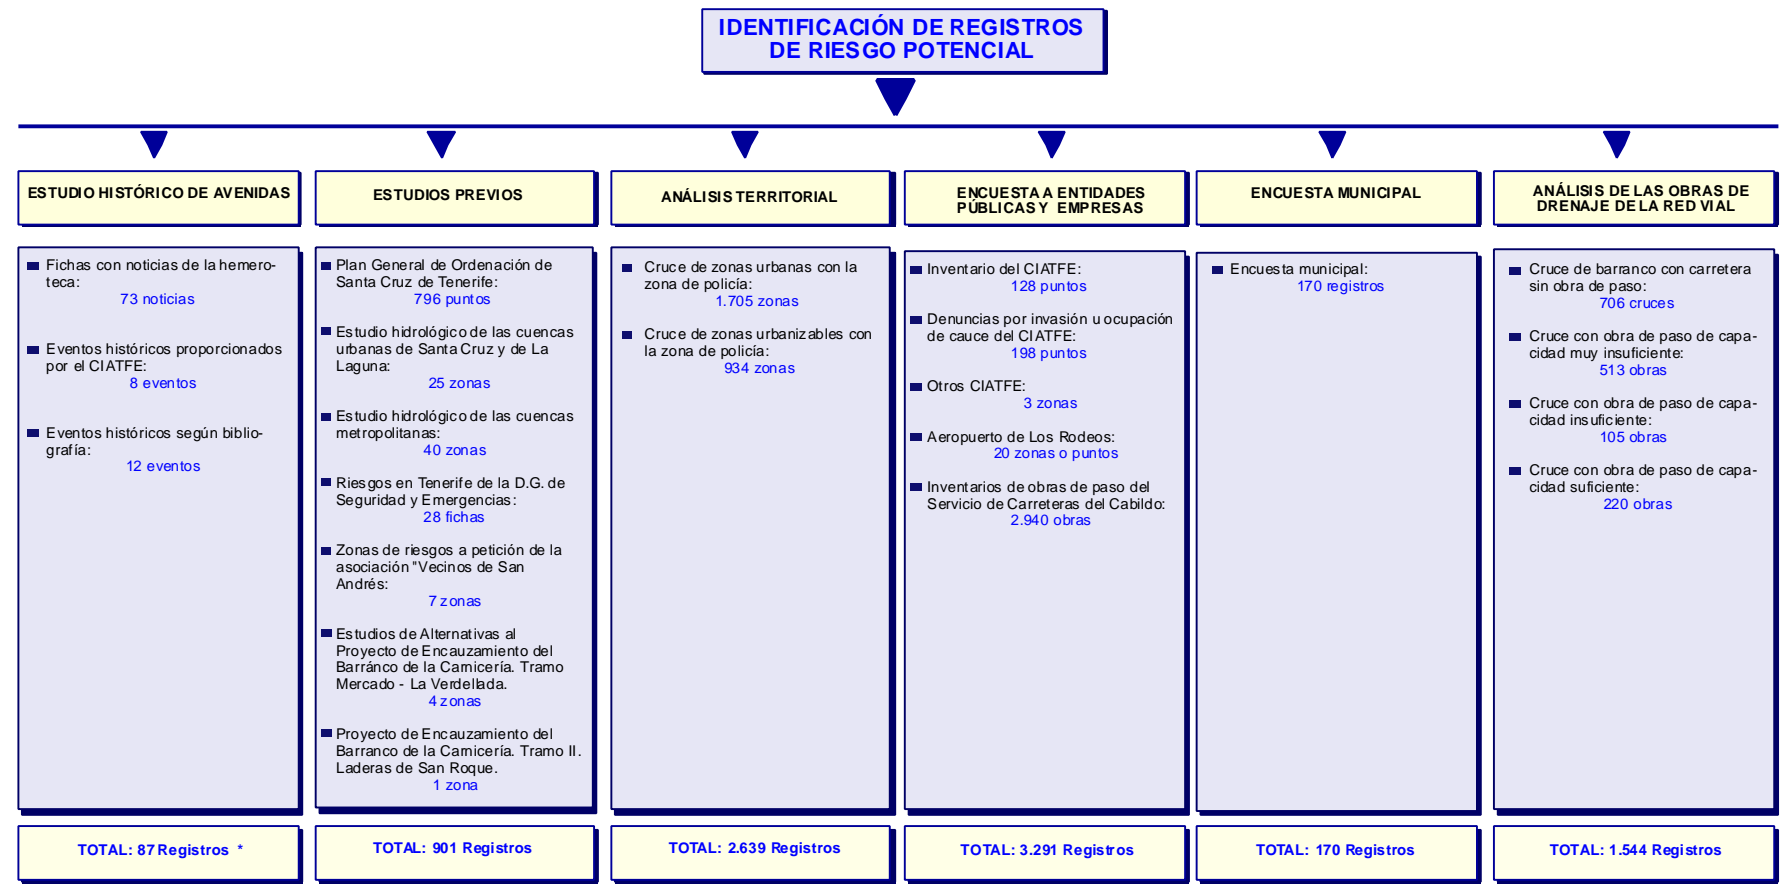 IDENTIFICACIÓN DE REGISTROS
DE RIESGO POTENCIAL
ESTUDIO HISTÓRICO DE AVENIDAS
Fichas con noticias de la hemero-
teca:
73 noticias
Eventos históricos proporcionados
por el CIATFE:
8 eventos
Eventos históricos según biblio-
grafía:
12 eventos
TOTAL: 87 Registros *
ESTUDIOS PREVIOS
Plan General de Ordenación de
Santa Cruz de Tenerife:
796 puntos
Estudio hidrológico de las cuencas
urbanas de Santa Cruz y de La
Laguna:
25 zonas
Estudio hidrológico de las cuencas
metropolitanas:
40 zonas
Riesgos en Tenerife de la D.G. de
Seguridad y Emergencias:
28 fichas
Zonas de riesgos a petición de la
asociación "Vecinos de San
Andrés:
7 zonas
Estudios de Alternativas al
Proyecto de Encauzamiento del
Barránco de la Carnicería. Tramo
Mercado - La Verdellada.
4 zonas
Proyecto de Encauzamiento del
Barranco de la Carnicería. Tramo II.
Laderas de San Roque.
1 zona
TOTAL: 901 Registros
ANÁLISIS TERRITORIAL
Cruce de zonas urbanas con la
zona de policía:
1.705 zonas
Cruce de zonas urbanizables con
la zona de policía:
934 zonas
TOTAL: 2.639 Registros
ENCUESTA A ENTIDADES
PÚBLICAS Y EMPRESAS
Inventario del CIATFE:
128 puntos
Denuncias por invasión u ocupación
de cauce del CIATFE:
198 puntos
Otros CIATFE:
3 zonas
Aeropuerto de Los Rodeos:
20 zonas o puntos
Inventarios de obras de paso del
Servicio de Carreteras del Cabildo:
2.940 obras
TOTAL: 3.291 Registros
ENCUESTA MUNICIPAL
Encuesta municipal:
170 registros
TOTAL: 170 Registros
ANÁLISIS DE LAS OBRAS DE
DRENAJE DE LA RED VIAL
Cruce de barranco con carretera
sin obra de paso:
706 cruces
Cruce con obra de paso de capa-
cidad muy insuficiente:
513 obras
Cruce con obra de paso de capa-
cidad insuficiente:
105 obras
Cruce con obra de paso de capa-
cidad suficiente:
220 obras
TOTAL: 1.544 Registros